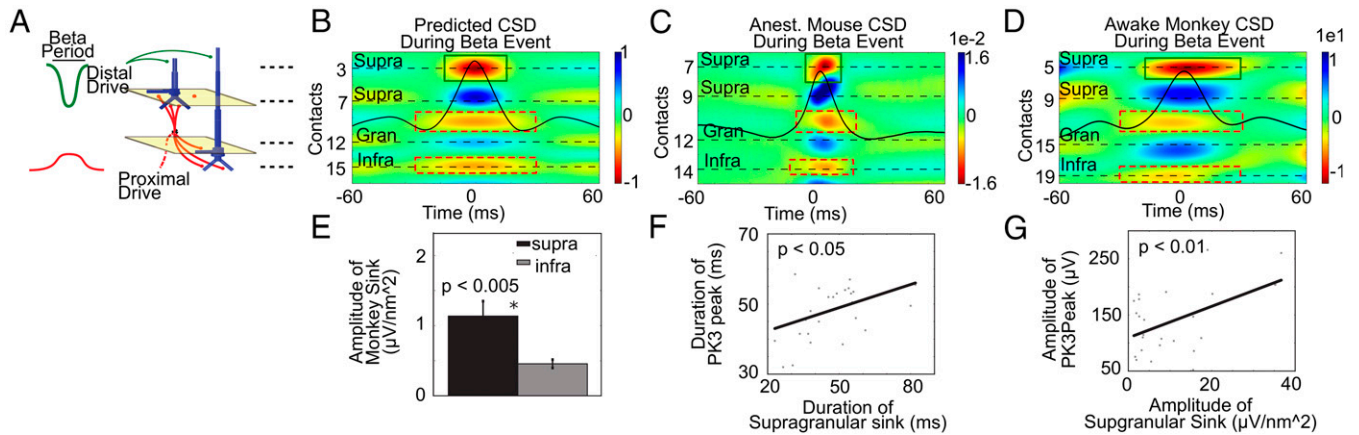 A
Beta
Period
Distal
Drive
Proximal
Drive
B
Predicted CSD
During Beta Event
Contacts
Supra
3
Supra
7
Gran
12
Infra
15
-60
0
60
Time (ms)
1
0
-1
C
Anest. Mouse CSD
During Beta Event
1e-2
Contacts
Supra
7
Supra
9
Gran
12
Infra
14
-60
0
60
Time (ms)
1.6
0
-1.6
D
Awake Monkey CSD
During Beta Event
1e1
Contacts
Supra
5
Supra
9
Gran
15
Infra
19
-60
0
60
Time (ms)
1
0
-1
E
Amplitude of
Monkey Sink
(µV/nm^2)
2
1
0
supra
infra
p < 0.005
*
F
Duration of
PK3 peak (ms)
70
50
30
p < 0.05
20
40
60
80
Duration of
Supragranular sink (ms)
G
Amplitude of
PK3Peak (µV)
250
150
50
p < 0.01
0
20
40
Amplitude of
Supgranular Sink (µV/nm^2)